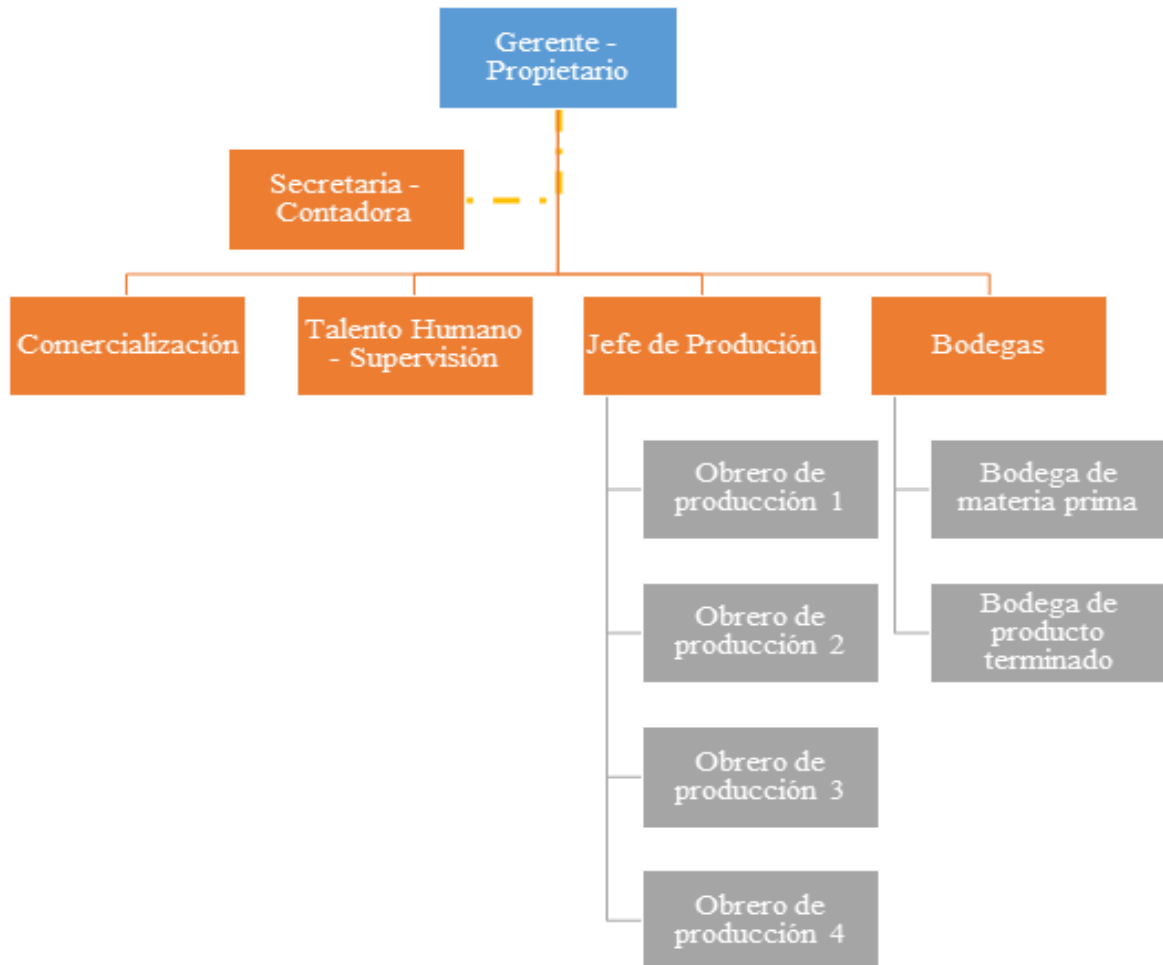 Gerente -
Propietario
Secretaria -
Contadora
Comercialización
Talento Humano
- Supervisión
Jefe de Produción
Bodegas
Obrero de
producción 1
Bodega de
materia prima
Obrero de
producción 2
Bodega de
producto
terminado
Obrero de
producción 3
Obrero de
producción 4